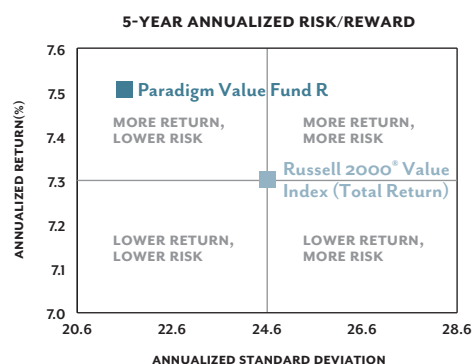 5-YEAR ANNUALIZED RISK/REWARD
7.6
7.5
7.4
7.3
7.2
7.1
7.0
ANNUALIZED RETURN(%)
Paradigm Value Fund R
MORE RETURN,
LOWER RISK
MORE RETURN,
MORE RISK
Russell 2000® Value
Index (Total Return)
LOWER RETURN,
LOWER RISK
LOWER RETURN,
MORE RISK
20.6 22.6 24.6 26.6 28.6
ANNUALIZED STANDARD DEVIATION